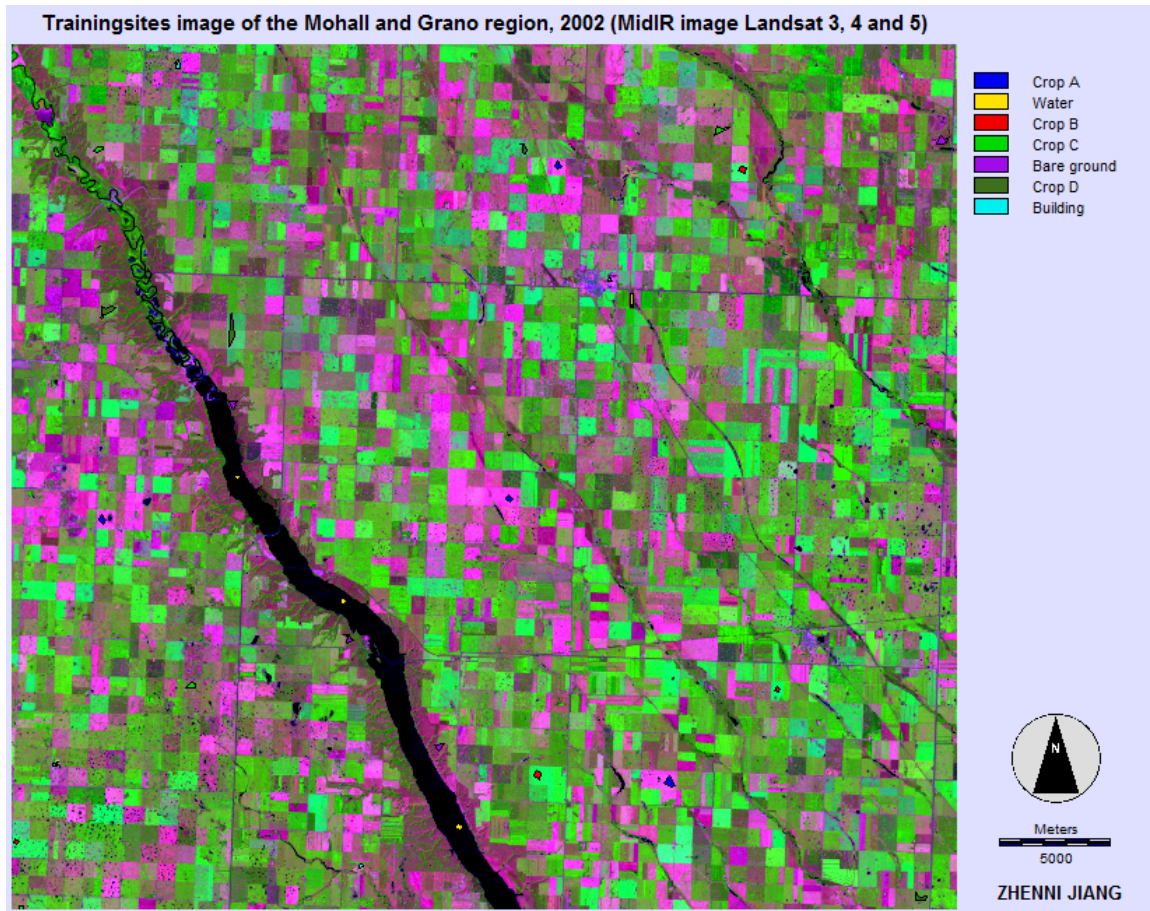 Trainingsites image of the Mohall and Grano region, 2002 (MidIR image Landsat 3, 4 and 5)
Crop A
Water
Crop B
Crop C
Bare ground
Crop D
Building
N
Meters
5000
ZHENNI JIANG